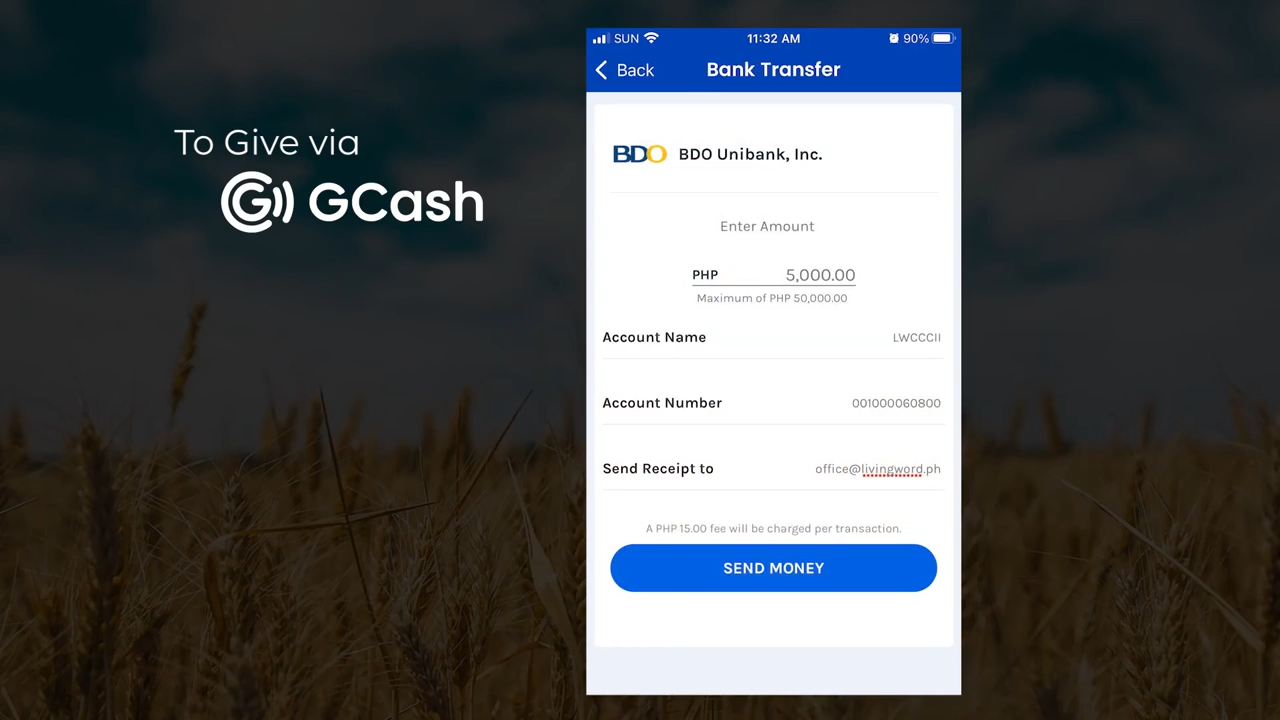 To Give via
GCash
SUN 11:32 AM 90%
Back Bank Transfer
BDO BDO Unibank, Inc.
Enter Amount
PHP 5,000.00
Maximum of PHP 50,000.00
Account Name LWCCCII
Account Number 001000060800
Send Receipt to office@livingword.ph
A PHP 15.00 fee will be charged per transaction.
SEND MONEY